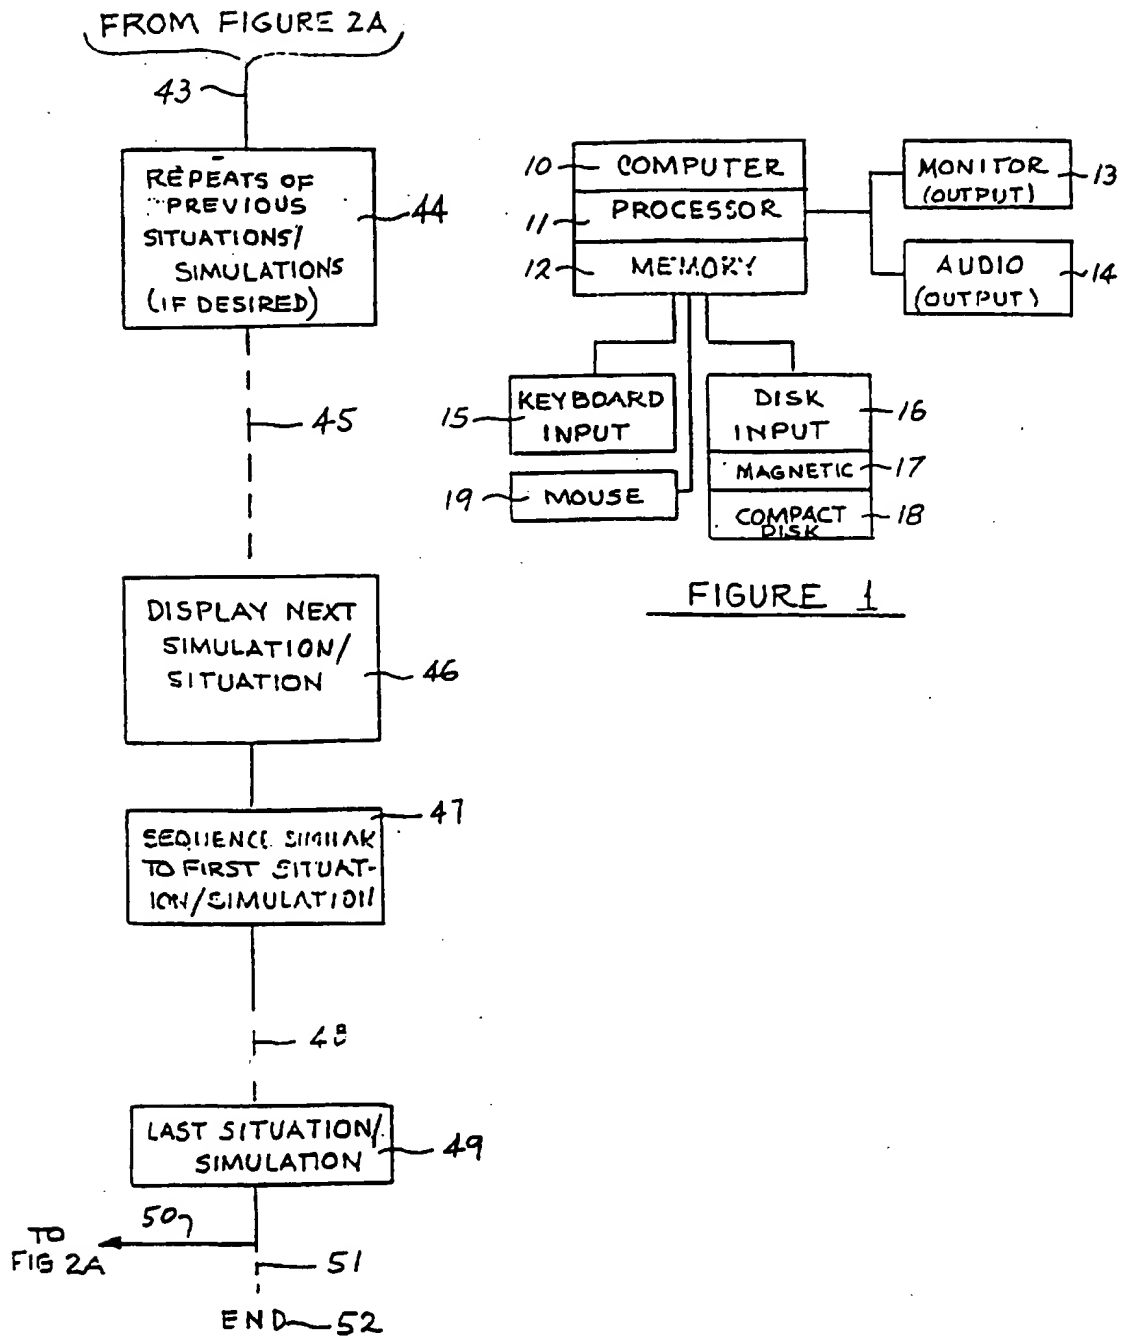 FROM FIGURE 2A
43
REPEATS OF
PREVIOUS
SITUATIONS/
SIMULATIONS
(IF DESIRED)
44
45
DISPLAY NEXT
SIMULATION/
SITUATION
46
47
SEQUENCE SIMILAR
TO FIRST SITUAT-
ION/SIMULATION
48
LAST SITUATION/
SIMULATION
49
50
TO
FIG 2A
51
END 52
10 COMPUTER
11 PROCESSOR
12 MEMORY
MONITOR 13
(OUTPUT)
AUDIO 14
(OUTPUT)
15 KEYBOARD
INPUT
19 MOUSE
DISK 16
INPUT
MAGNETIC 17
COMPACT 18
DISK
FIGURE 1